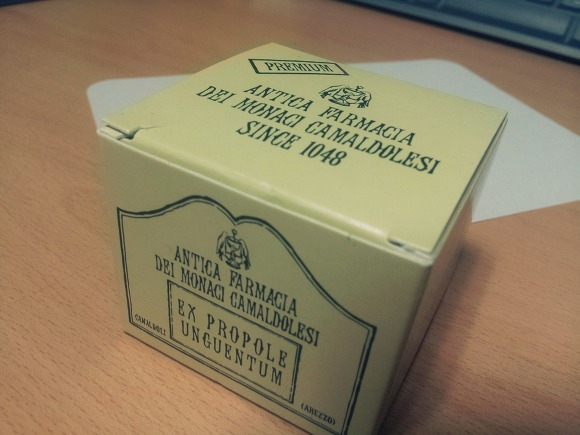 PREMIUM
ANTICA FARMACIA
DEI MONACI CAMALDOLESI
SINCE 1048
ANTICA FARMACIA
DEI MONACI CAMALDOLESI
EX PROPOLE
UNGUENTUM
CAMALDOLI
(AREZZO)